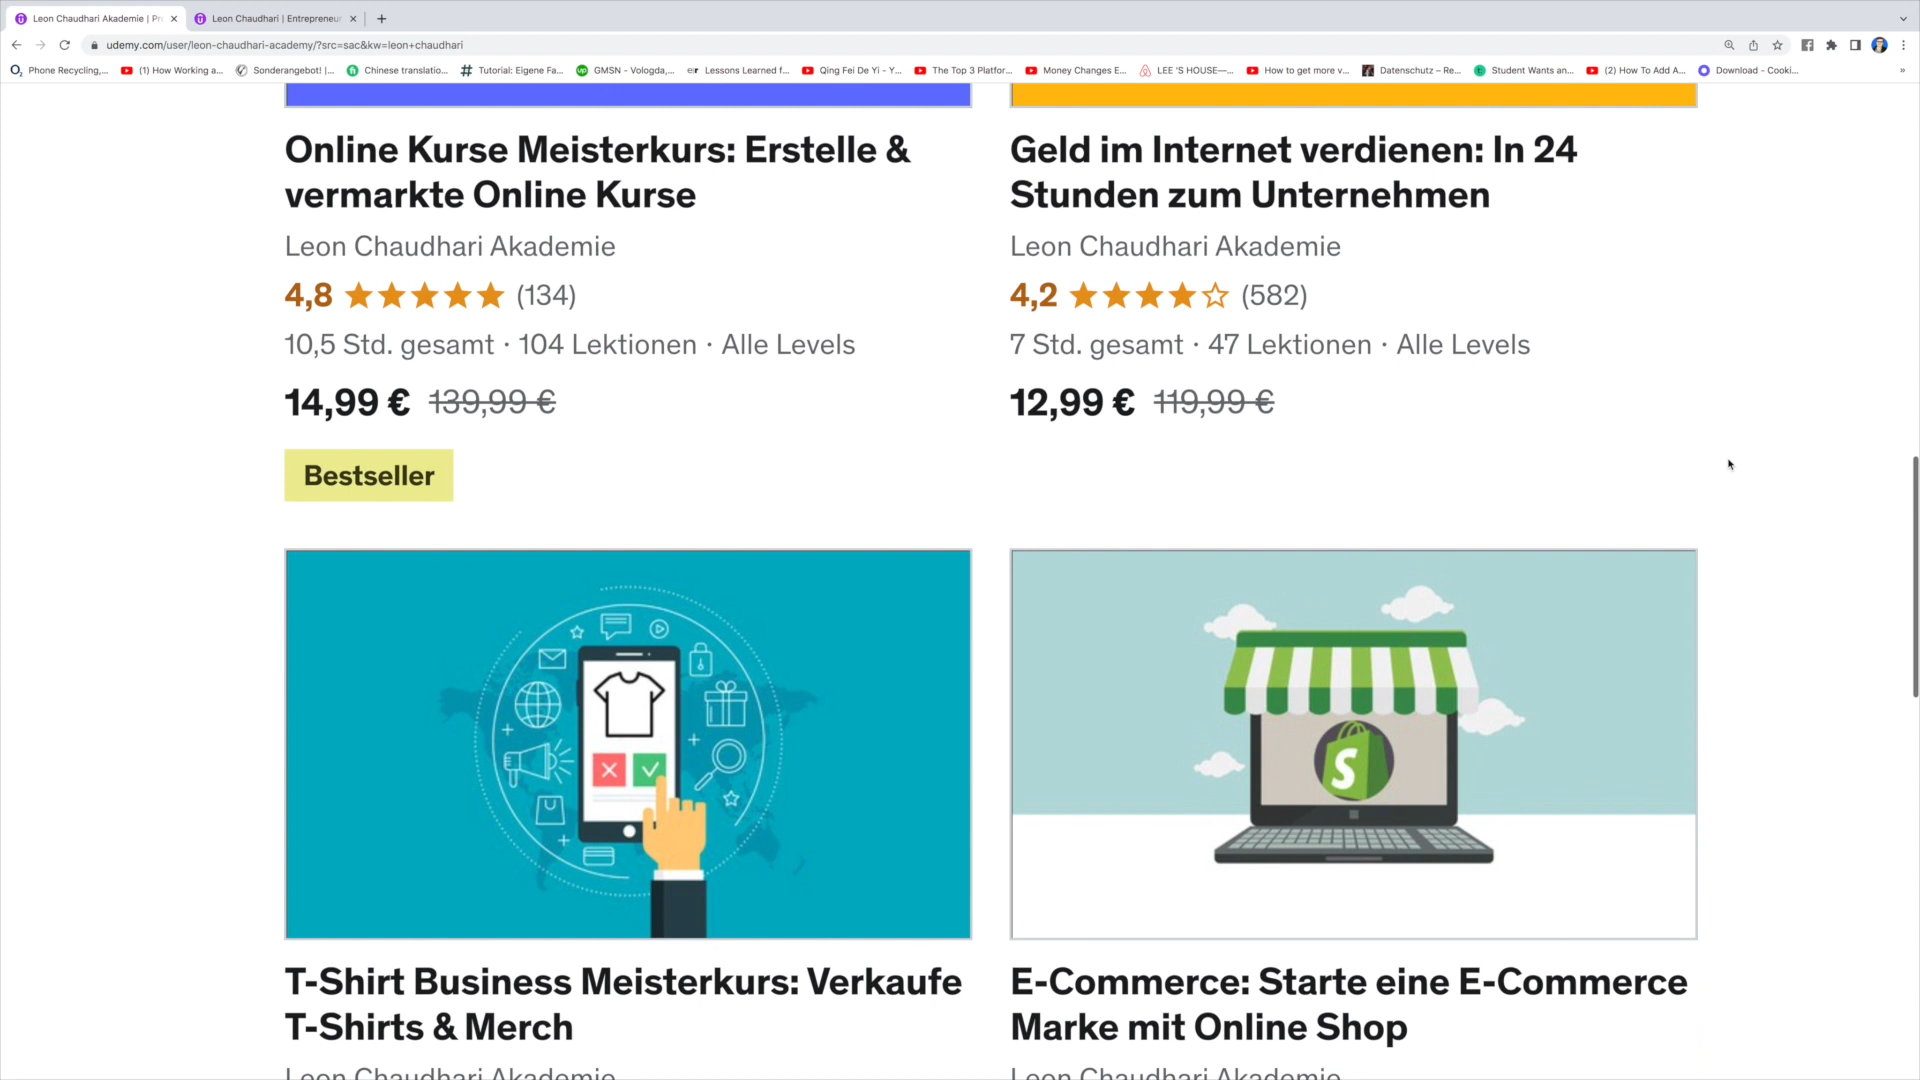 Leon Chaudhari Akademie | Pr
Leon Chaudhari | Entrepreneur
udemy.com/user/leon-chaudhari-academy/?src=sac&kw=leon+chaudhari
Phone Recycling,...
(1) How Working a...
Sonderangebot! |...
Chinese translatio...
Tutorial: Eigene Fa...
GMSN - Vologda,...
Lessons Learned f...
Qing Fei De Yi - Y...
The Top 3 Platfor...
Money Changes E...
LEE 'S HOUSE—...
How to get more v...
Datenschutz – Re...
Student Wants an...
(2) How To Add A...
Download - Cooki...
Online Kurse Meisterkurs: Erstelle &
vermarkte Online Kurse
Leon Chaudhari Akademie
4,8 (134)
10,5 Std. gesamt · 104 Lektionen · Alle Levels
14,99 € 139,99 €
Bestseller
Geld im Internet verdienen: In 24
Stunden zum Unternehmen
Leon Chaudhari Akademie
4,2 (582)
7 Std. gesamt · 47 Lektionen · Alle Levels
12,99 € 119,99 €
T-Shirt Business Meisterkurs: Verkaufe
T-Shirts & Merch
Leon Chaudhari Akademie
E-Commerce: Starte eine E-Commerce
Marke mit Online Shop
Leon Chaudhari Akademie